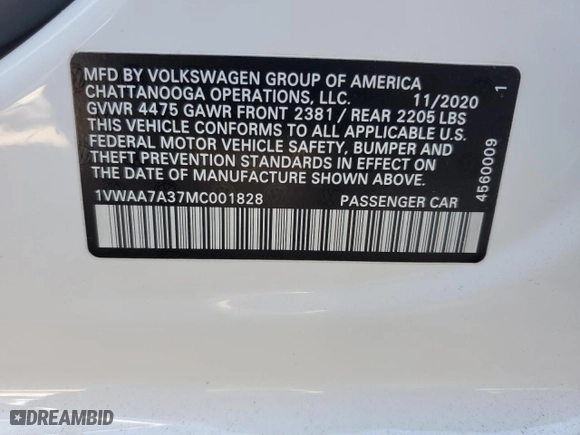 MFD BY VOLKSWAGEN GROUP OF AMERICA
CHATTANOOGA OPERATIONS, LLC. 11/2020
GVWR 4475 GAWR FRONT 2381 / REAR 2205 LBS
THIS VEHICLE CONFORMS TO ALL APPLICABLE U.S.
FEDERAL MOTOR VEHICLE SAFETY, BUMPER AND
THEFT PREVENTION STANDARDS IN EFFECT ON
THE DATE OF MANUFACTURE SHOWN ABOVE
1VWAA7A37MC001828 PASSENGER CAR
4560009 1
DREAMBID